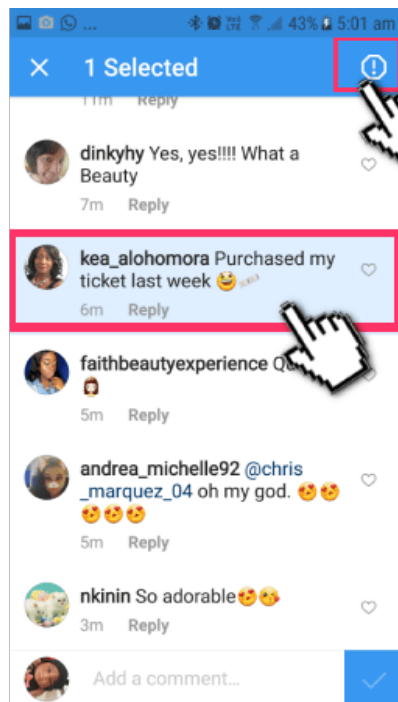 ... 43% 5:01 am
1 Selected
11m Reply
dinkyhy Yes, yes!!!! What a
Beauty
7m Reply
kea_alohomora Purchased my
ticket last week 😆
6m Reply
faithbeautyexperience
5m Reply
andrea_michelle92 @chris
_marquez_04 oh my god. 😍😍
😍😍😍
5m Reply
nkinin So adorable😍😘
3m Reply
Add a comment...